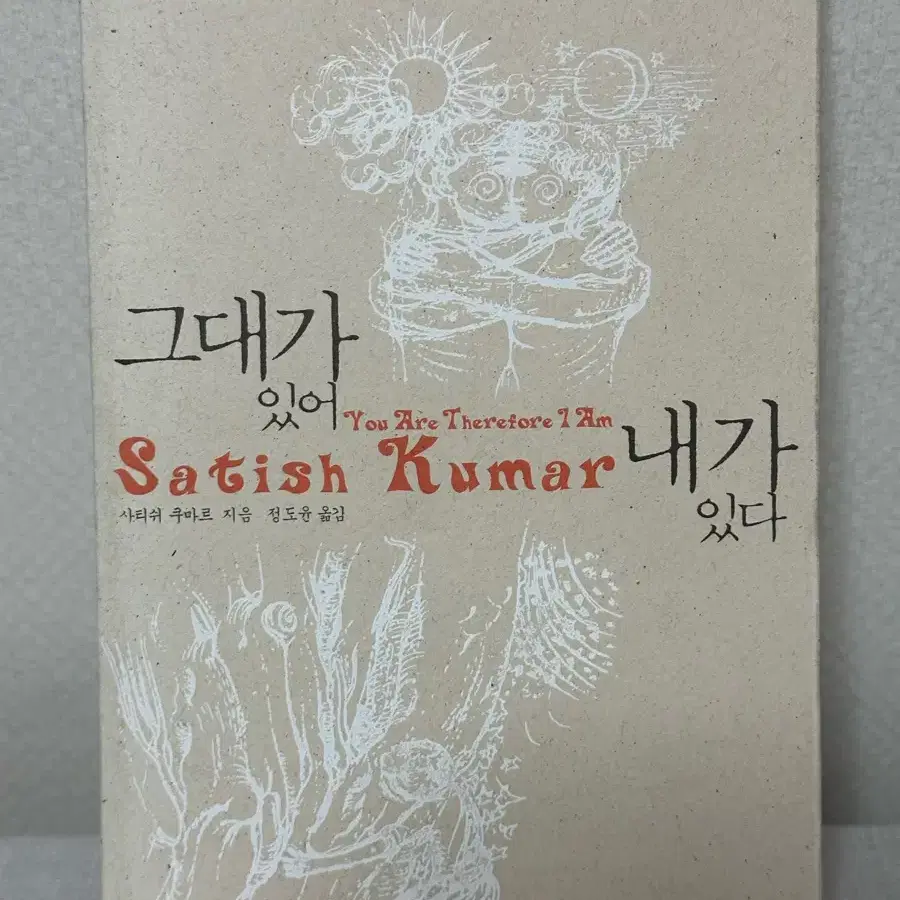 그대가
있어
You Are Therefore I Am
내가
있다
Satish Kumar
사티쉬 쿠마르 지음 정도윤 옮김